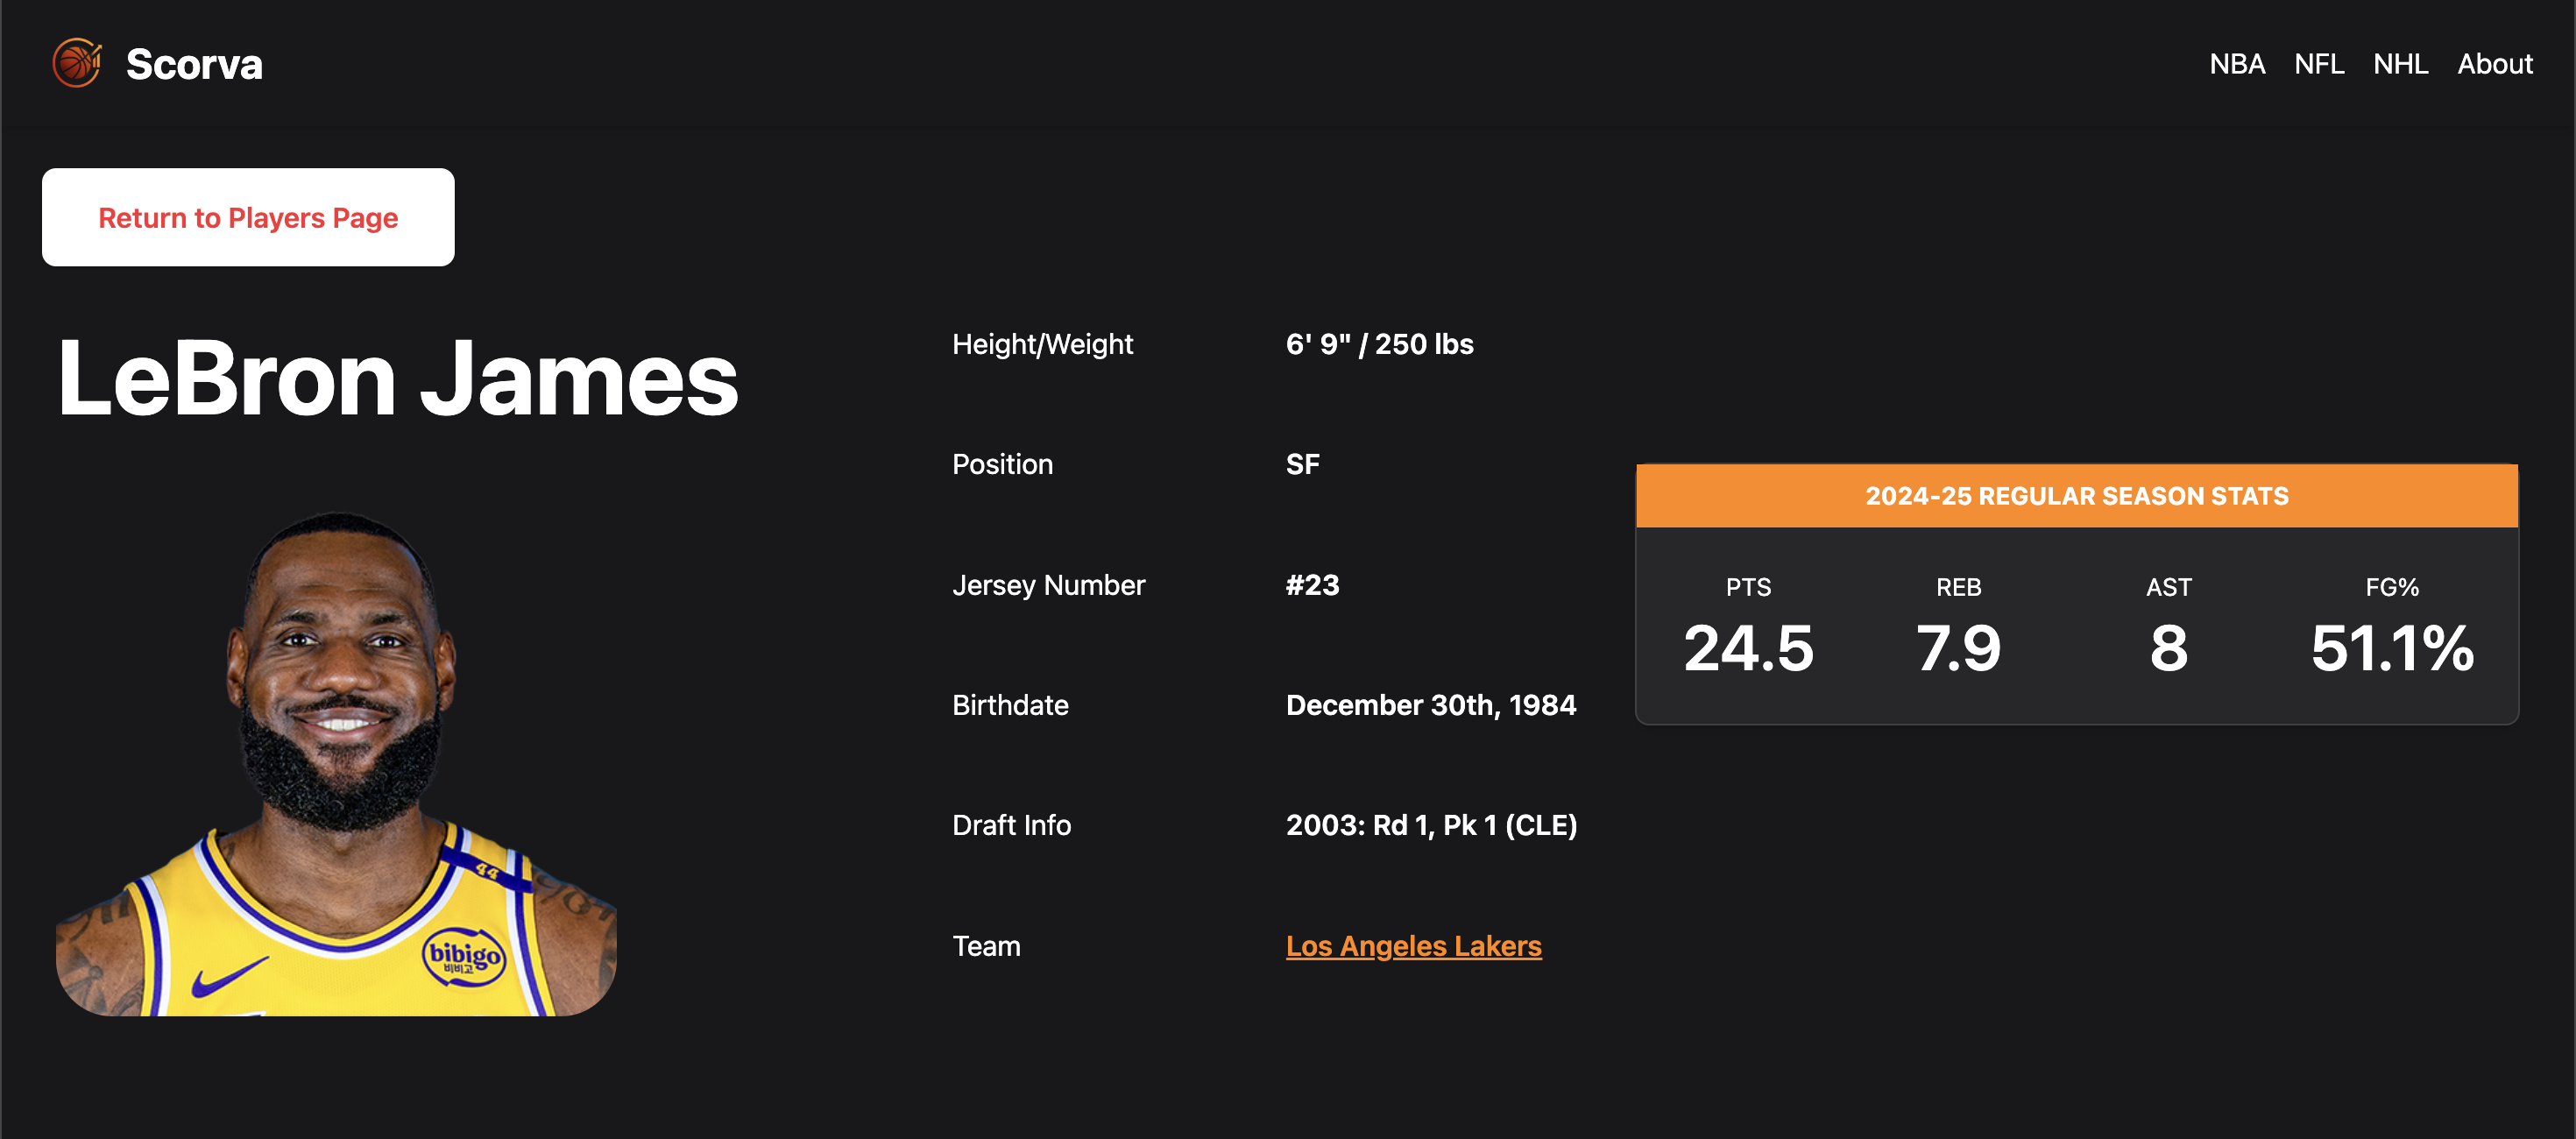 Scorva
NBA NFL NHL About
Return to Players Page
LeBron James
Height/Weight 6' 9" / 250 lbs
Position SF
Jersey Number #23
Birthdate December 30th, 1984
Draft Info 2003: Rd 1, Pk 1 (CLE)
Team Los Angeles Lakers
2024-25 REGULAR SEASON STATS
PTS REB AST FG%
24.5 7.9 8 51.1%
44
bibigo
비비고